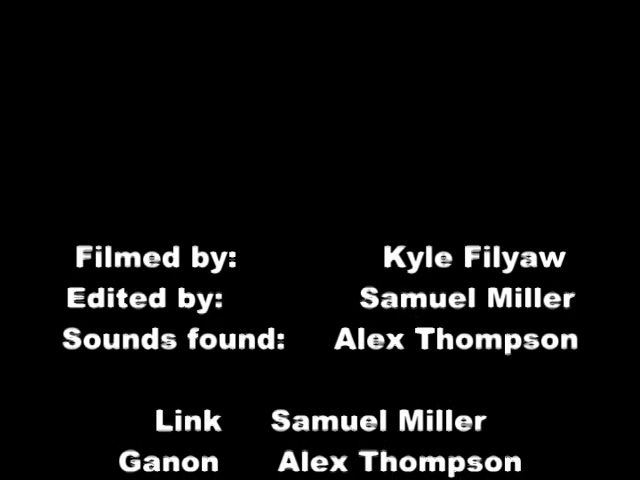 Filmed by: Kyle Filyaw
Edited by: Samuel Miller
Sounds found: Alex Thompson
Link Samuel Miller
Ganon Alex Thompson